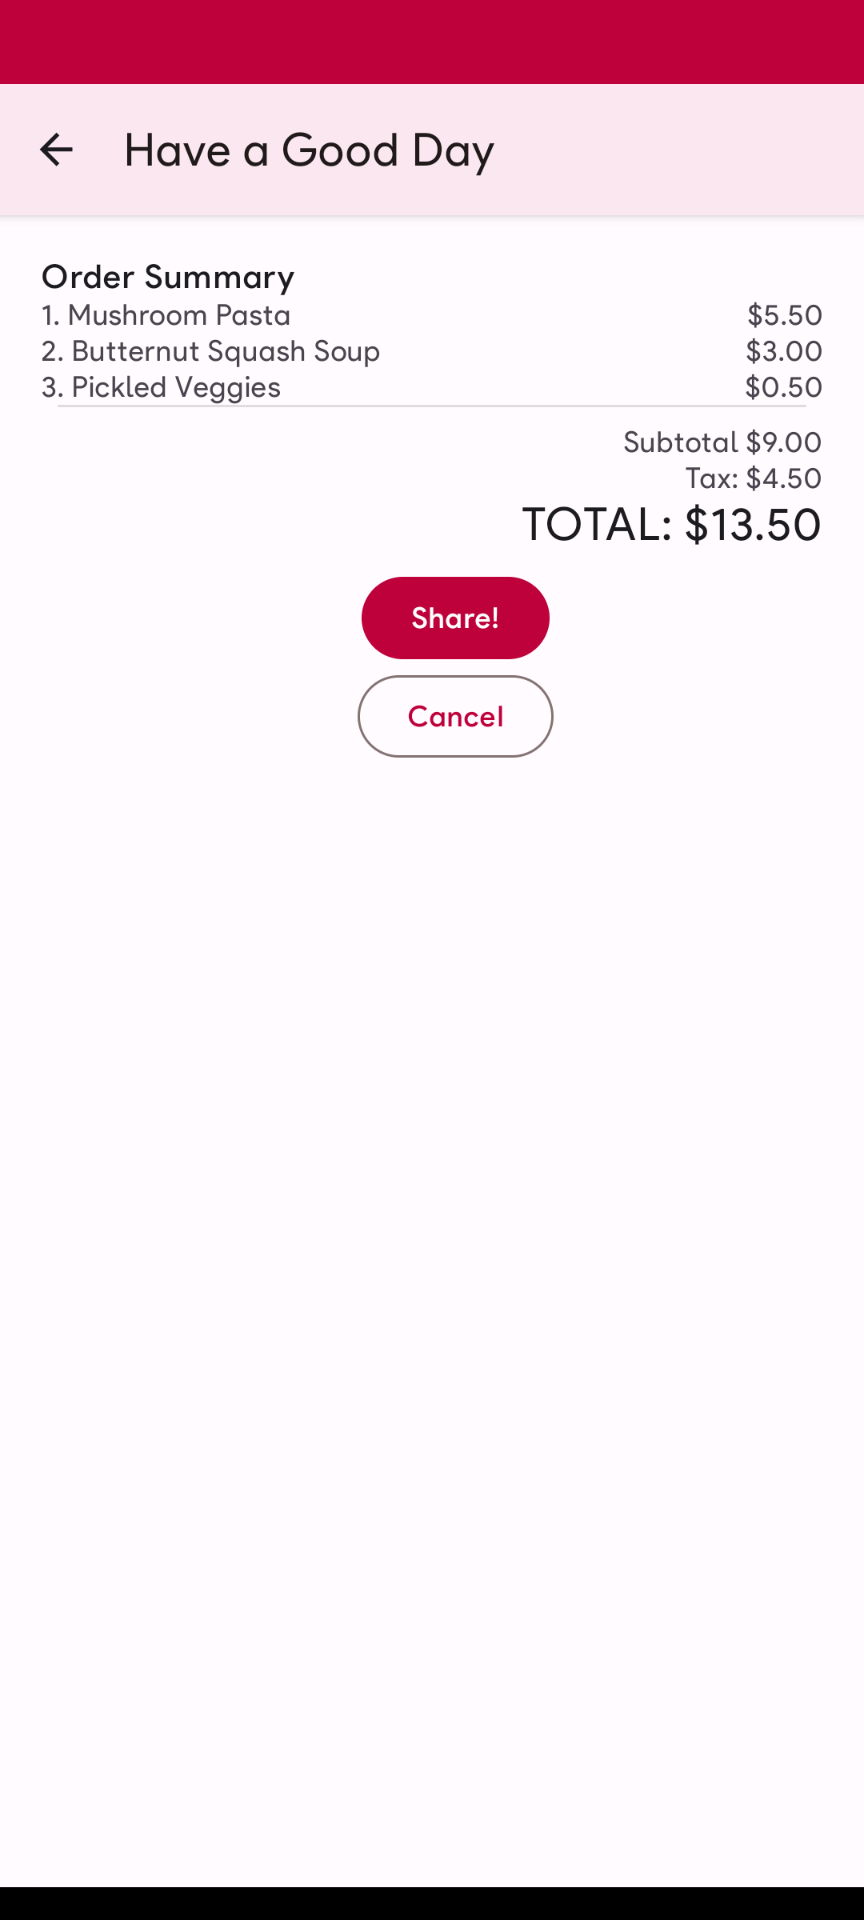 Have a Good Day
Order Summary
1. Mushroom Pasta $5.50
2. Butternut Squash Soup $3.00
3. Pickled Veggies $0.50
Subtotal $9.00
Tax: $4.50
TOTAL: $13.50
Share!
Cancel